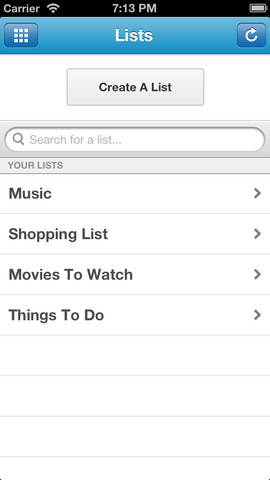 Carrier 7:13 PM
Lists
Create A List
Search for a list...
YOUR LISTS
Music
Shopping List
Movies To Watch
Things To Do